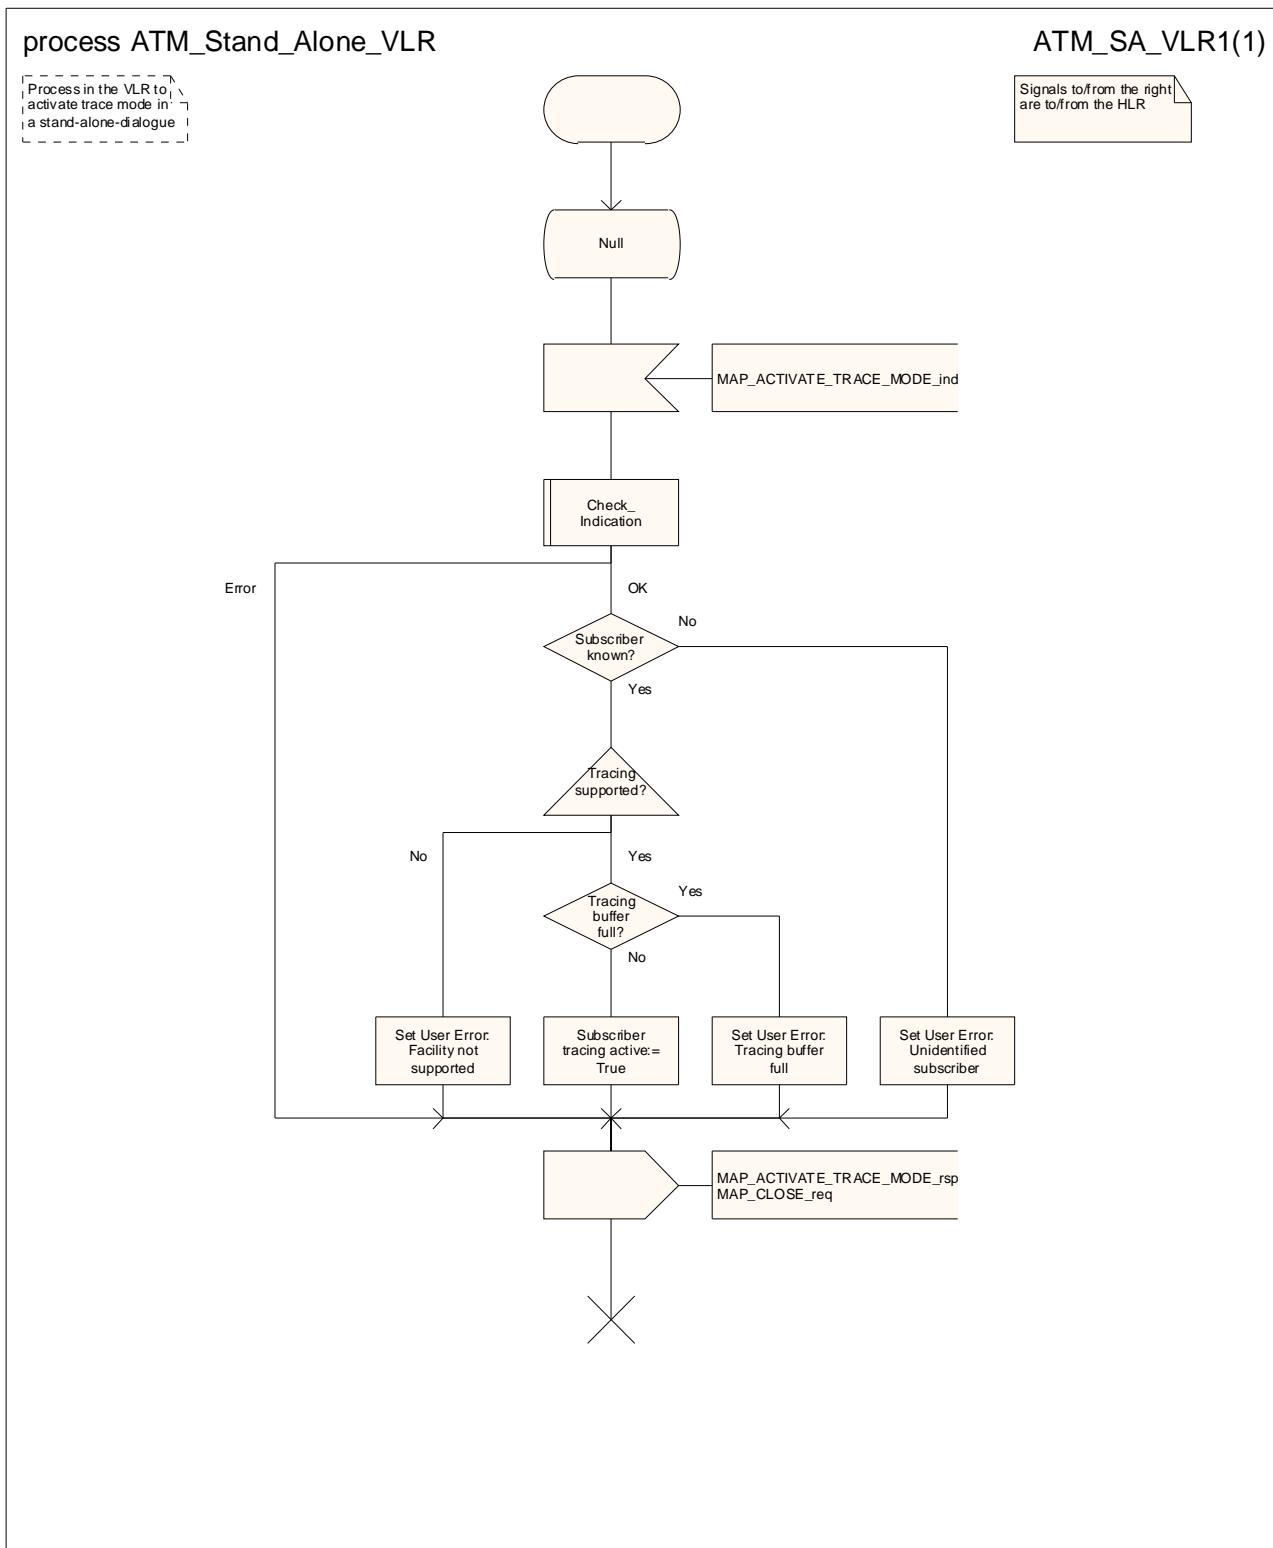 process ATM_Stand_Alone_VLR
ATM_SA_VLR1(1)
Process in the VLR to
activate trace mode in
a stand-alone-dialogue
Signals to/from the right
are to/from the HLR
Null
MAP_ACTIVATE_TRACE_MODE_ind
Check_
Indication
Error
OK
No
Subscriber
known?
Yes
Tracing
supported?
No
Yes
Yes
Tracing
buffer
full?
No
Set User Error:
Facility not
supported
Subscriber
tracing active:=
True
Set User Error:
Tracing buffer
full
Set User Error:
Unidentified
subscriber
MAP_ACTIVATE_TRACE_MODE_rsp
MAP_CLOSE_req